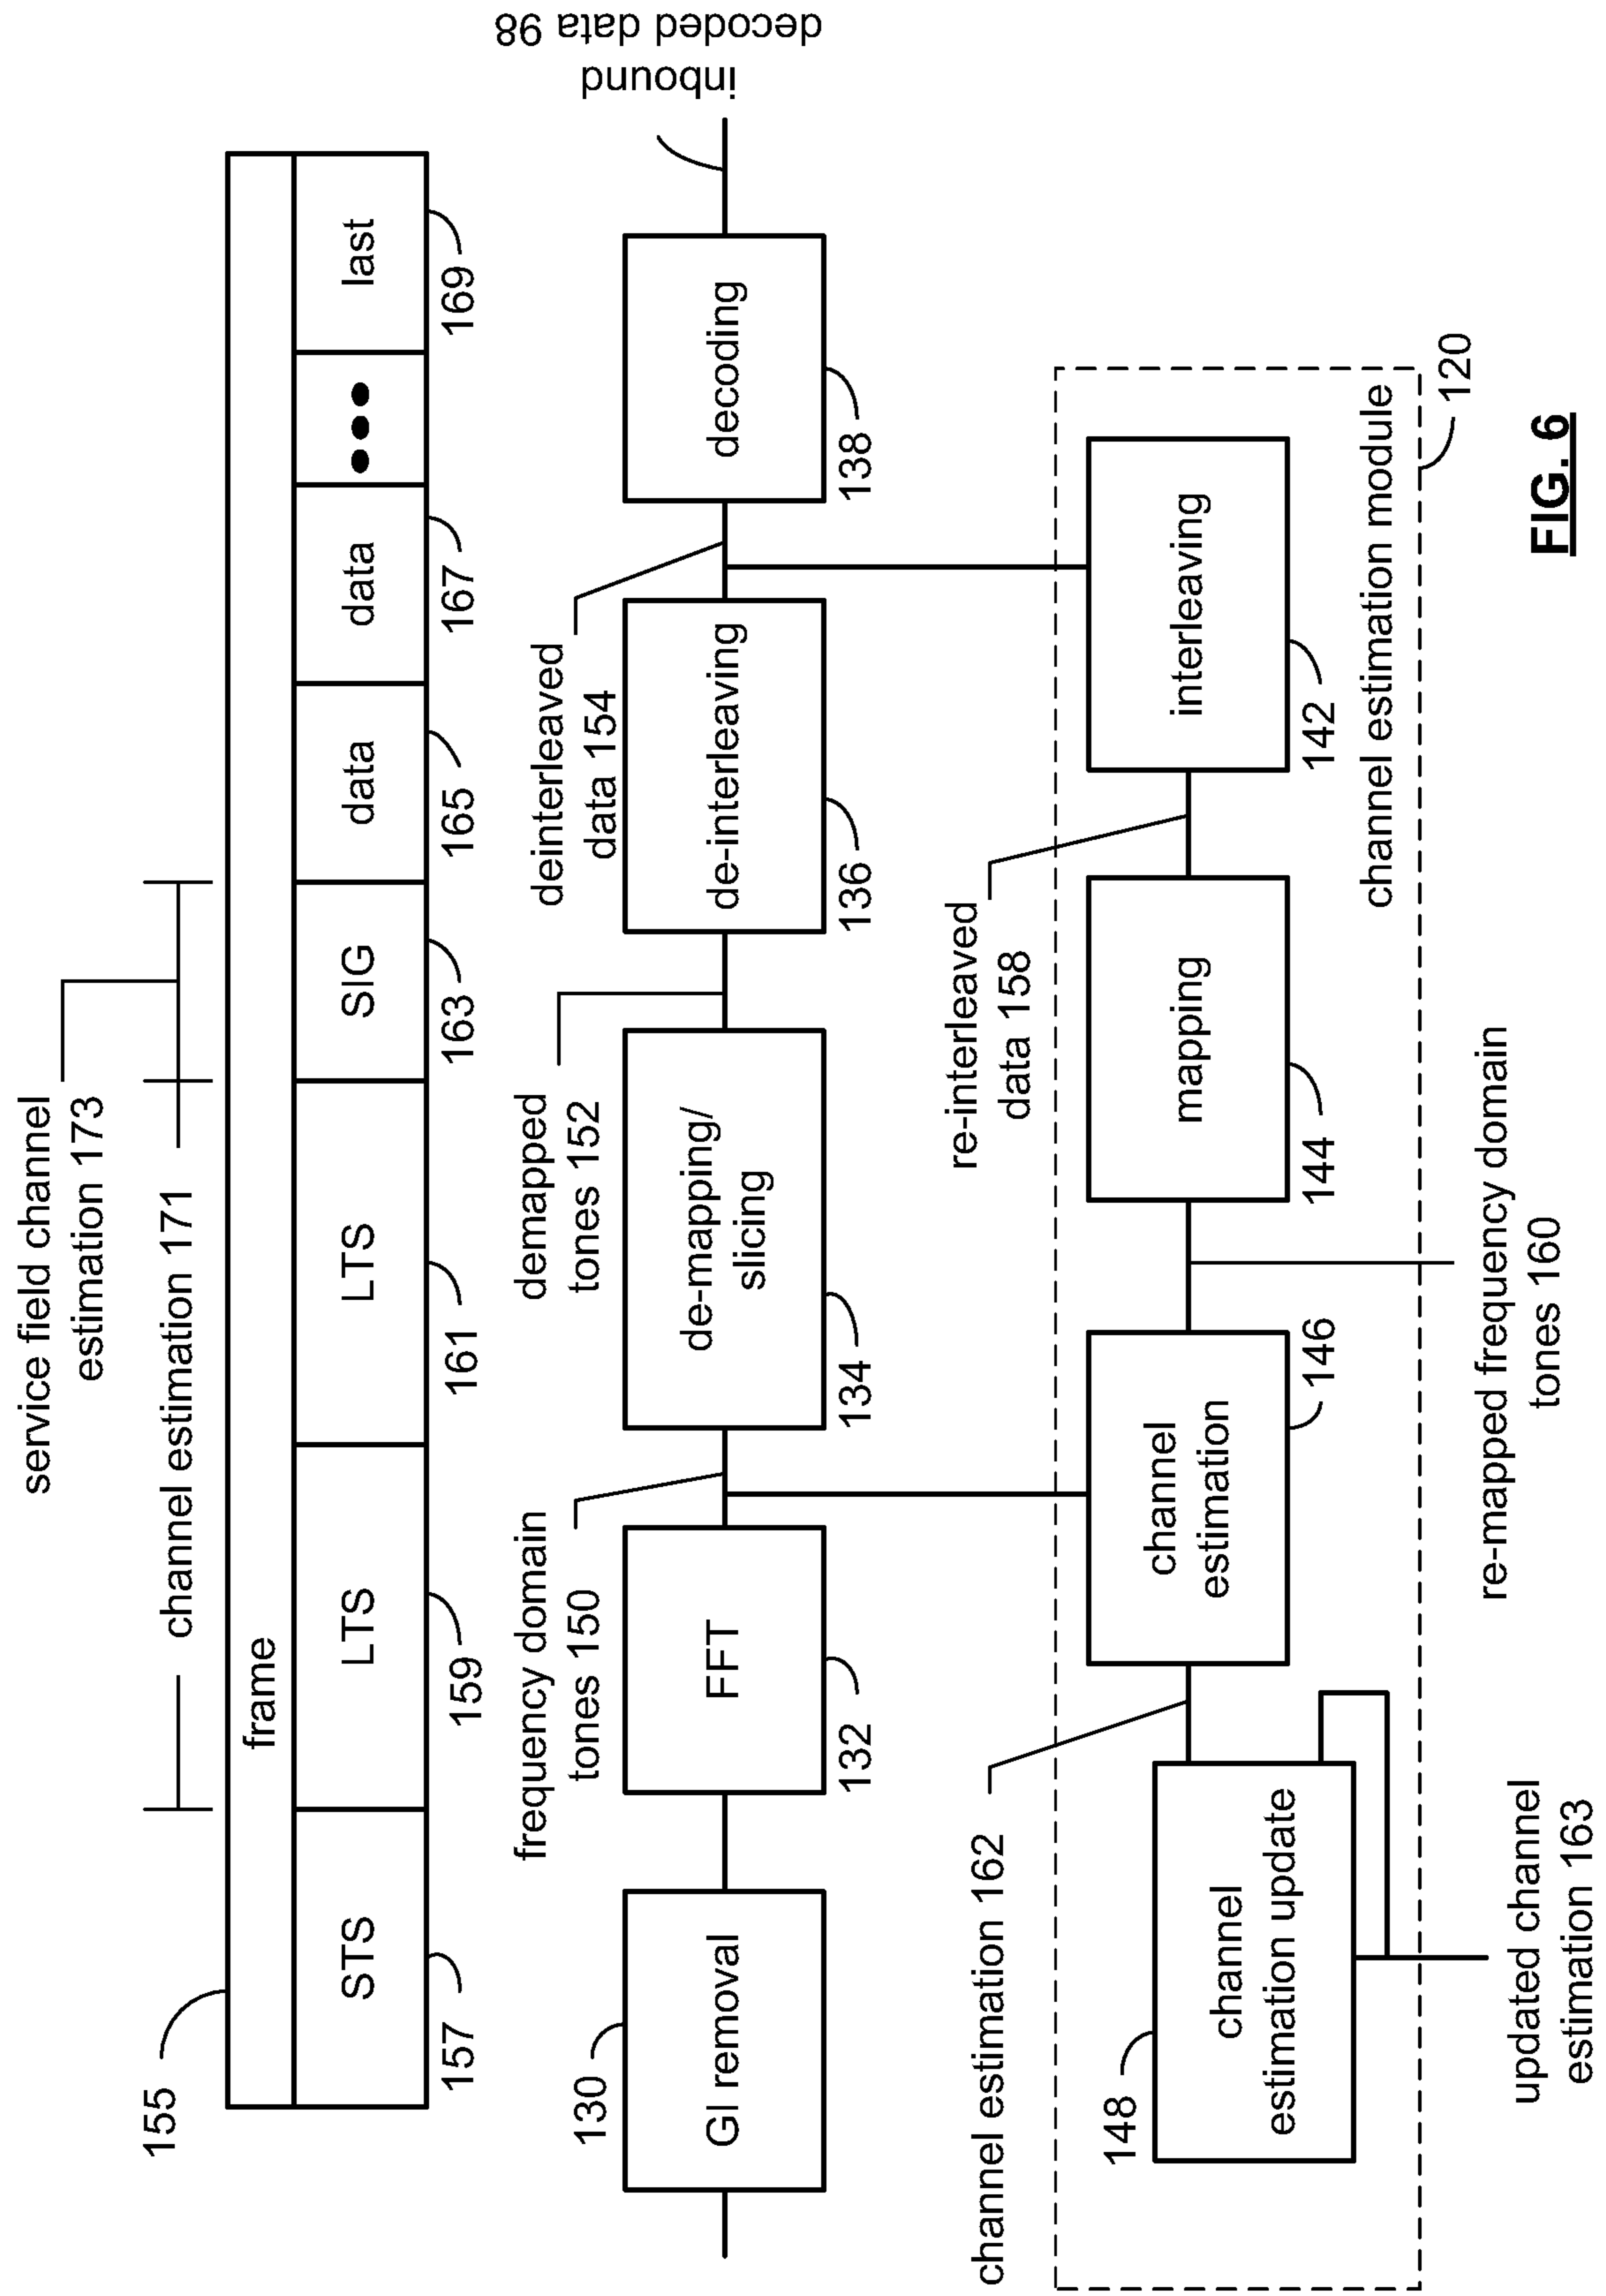 service field channel
estimation 173
channel estimation 171
155
frame
STS
LTS
LTS
SIG
data
data
last
157
159
161
163
165
167
169
frequency domain
tones 150
demapped
tones 152
deinterleaved
data 154
inbound
decoded data 98
130
GI removal
FFT
de-mapping/
slicing
de-interleaving
decoding
132
134
136
138
channel estimation 162
re-interleaved
data 158
148
channel
estimation update
channel
estimation
mapping
interleaving
146
144
142
channel estimation module
120
updated channel
estimation 163
re-mapped frequency domain
tones 160
FIG. 6